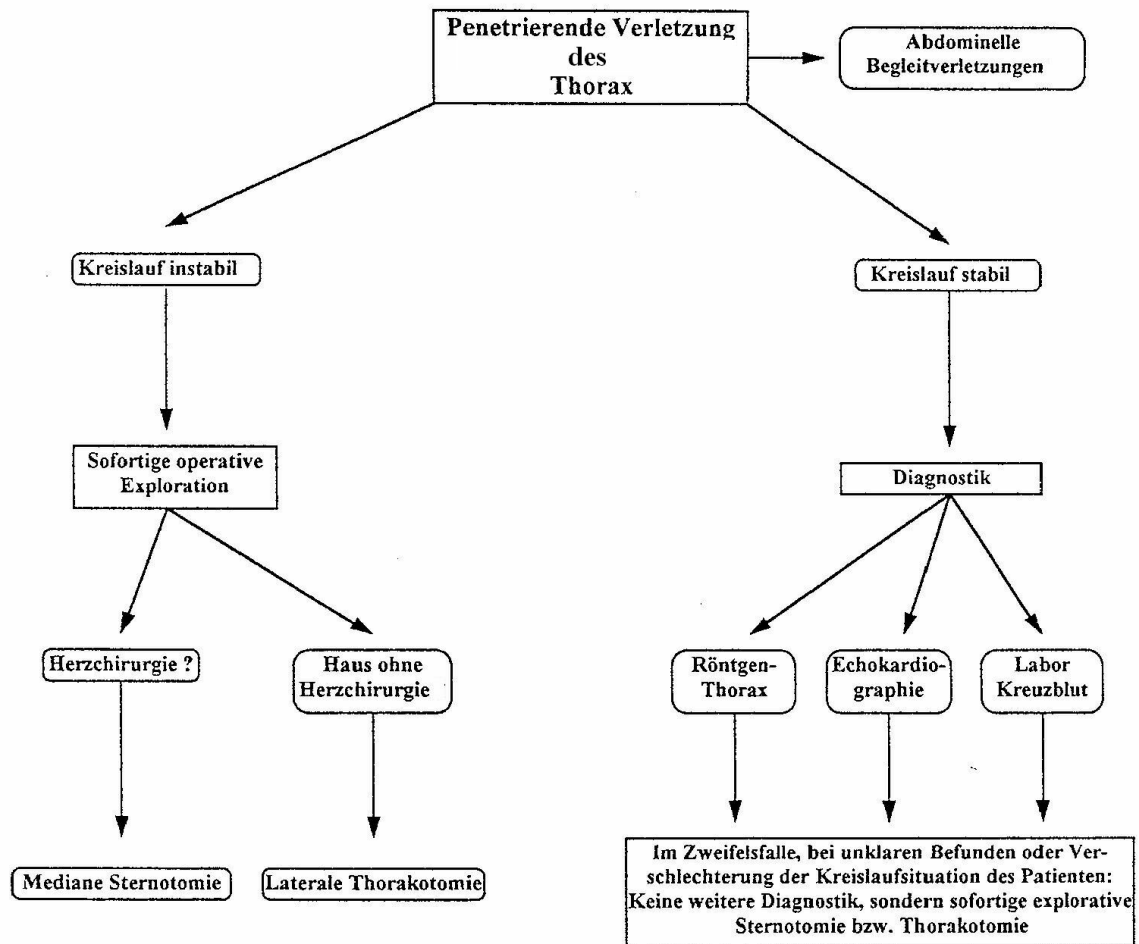 Penetrierende Verletzung
des
Thorax
Abdominelle
Begleitverletzungen
Kreislauf instabil
Kreislauf stabil
Sofortige operative
Exploration
Diagnostik
Herzchirurgie ?
Haus ohne
Herzchirurgie
Röntgen-
Thorax
Echokardio-
graphie
Labor
Kreuzblut
Mediane Sternotomie
Laterale Thorakotomie
Im Zweifelsfalle, bei unklaren Befunden oder Ver-
schlechterung der Kreislaufsituation des Patienten:
Keine weitere Diagnostik, sondern sofortige explorative
Sternotomie bzw. Thorakotomie